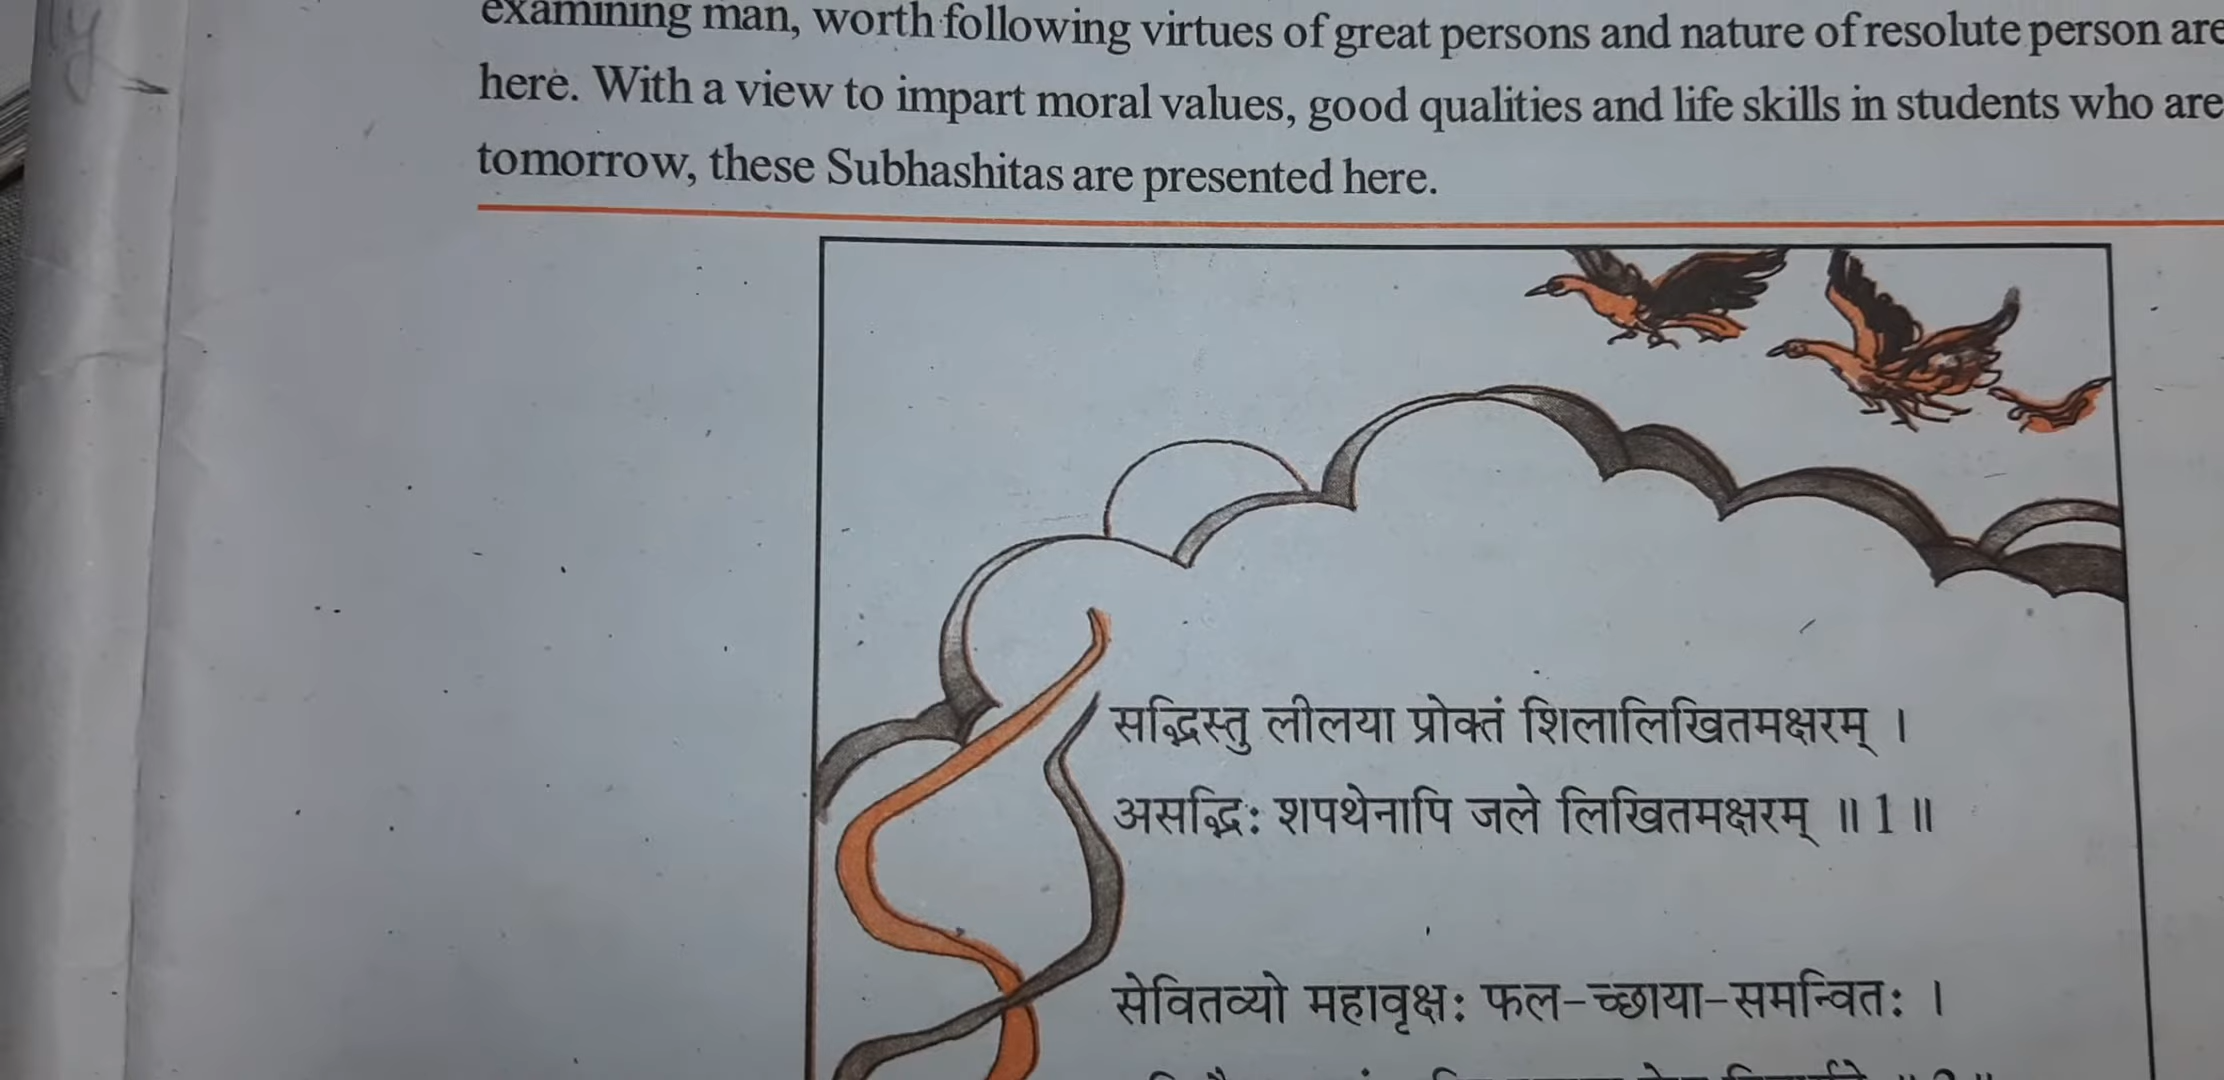 examining man, worth following virtues of great persons and nature of resolute person are
here. With a view to impart moral values, good qualities and life skills in students who are
tomorrow, these Subhashitas are presented here.
सद्भिस्तु लीलया प्रोक्तं शिलालिखितमक्षरम् ।
असद्भिः शपथेनापि जले लिखितमक्षरम् ॥ 1 ॥
सेवितव्यो महावृक्षः फल-च्छाया-समन्वितः ।